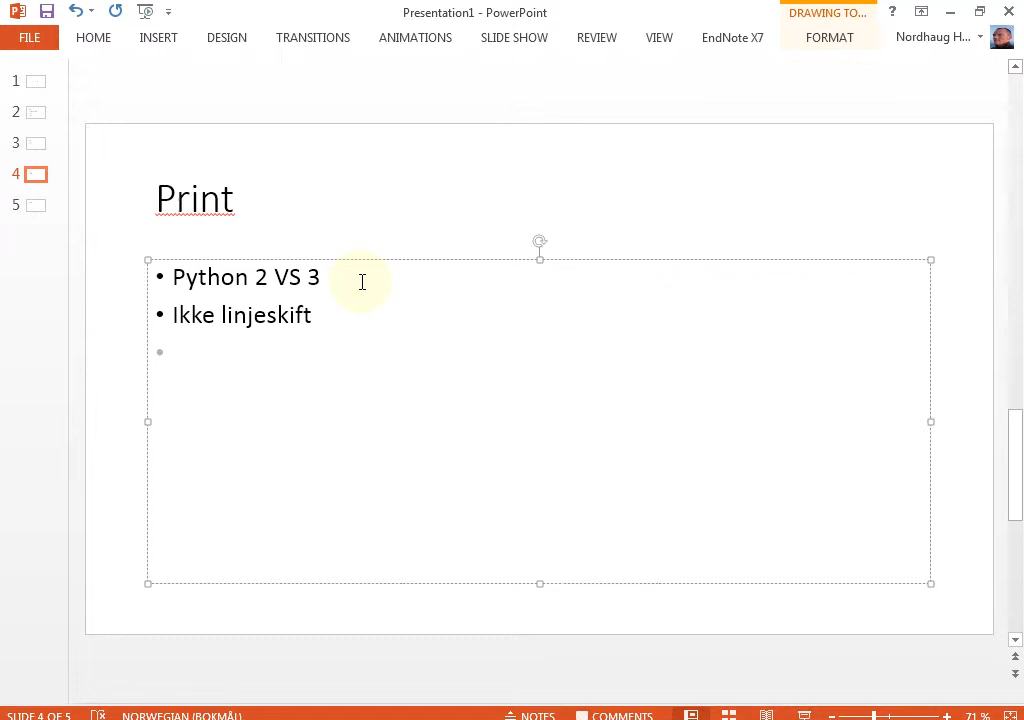 Presentation1 - PowerPoint
DRAWING TO...
?
FILE
HOME
INSERT
DESIGN
TRANSITIONS
ANIMATIONS
SLIDE SHOW
REVIEW
VIEW
EndNote X7
FORMAT
Nordhaug H...
1
2
3
4
5
Print
• Python 2 VS 3
• Ikke linjeskift
SLIDE 4 OF 5
NORWEGIAN (BOKMÅL)
NOTES
COMMENTS
71 %